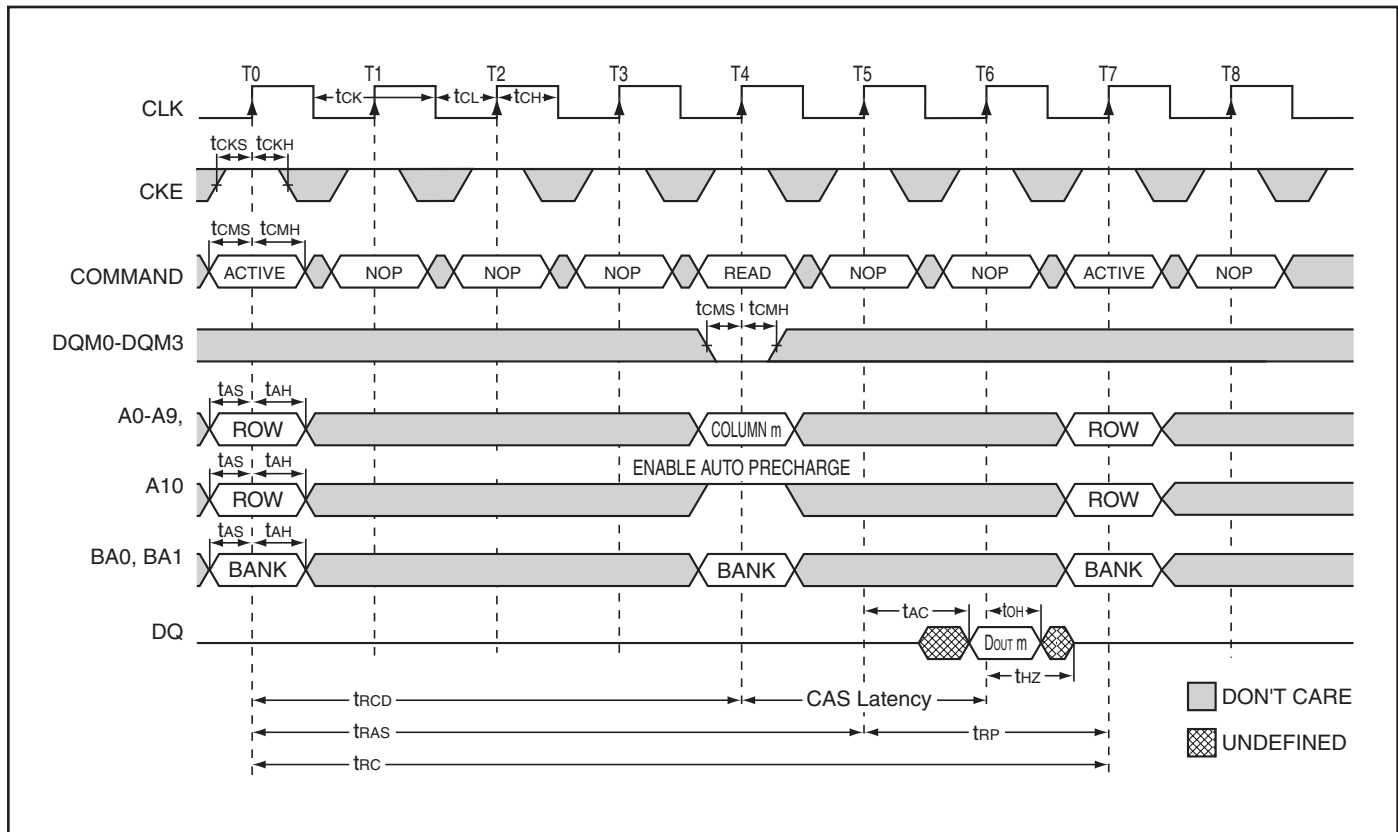 T0 T1 T2 T3 T4 T5 T6 T7 T8
CLK tCK tCL tCH
tCKS tCKH
CKE
tCMS tCMH
COMMAND ACTIVE NOP NOP NOP READ NOP NOP ACTIVE NOP
tCMS tCMH
DQM0-DQM3
tAS tAH
A0-A9, ROW COLUMN m ROW
tAS tAH ENABLE AUTO PRECHARGE
A10 ROW ROW
tAS tAH
BA0, BA1 BANK BANK BANK
tAC tOH
DQ DOUT m
tHZ
tRCD CAS Latency DON'T CARE
tRAS tRP UNDEFINED
tRC